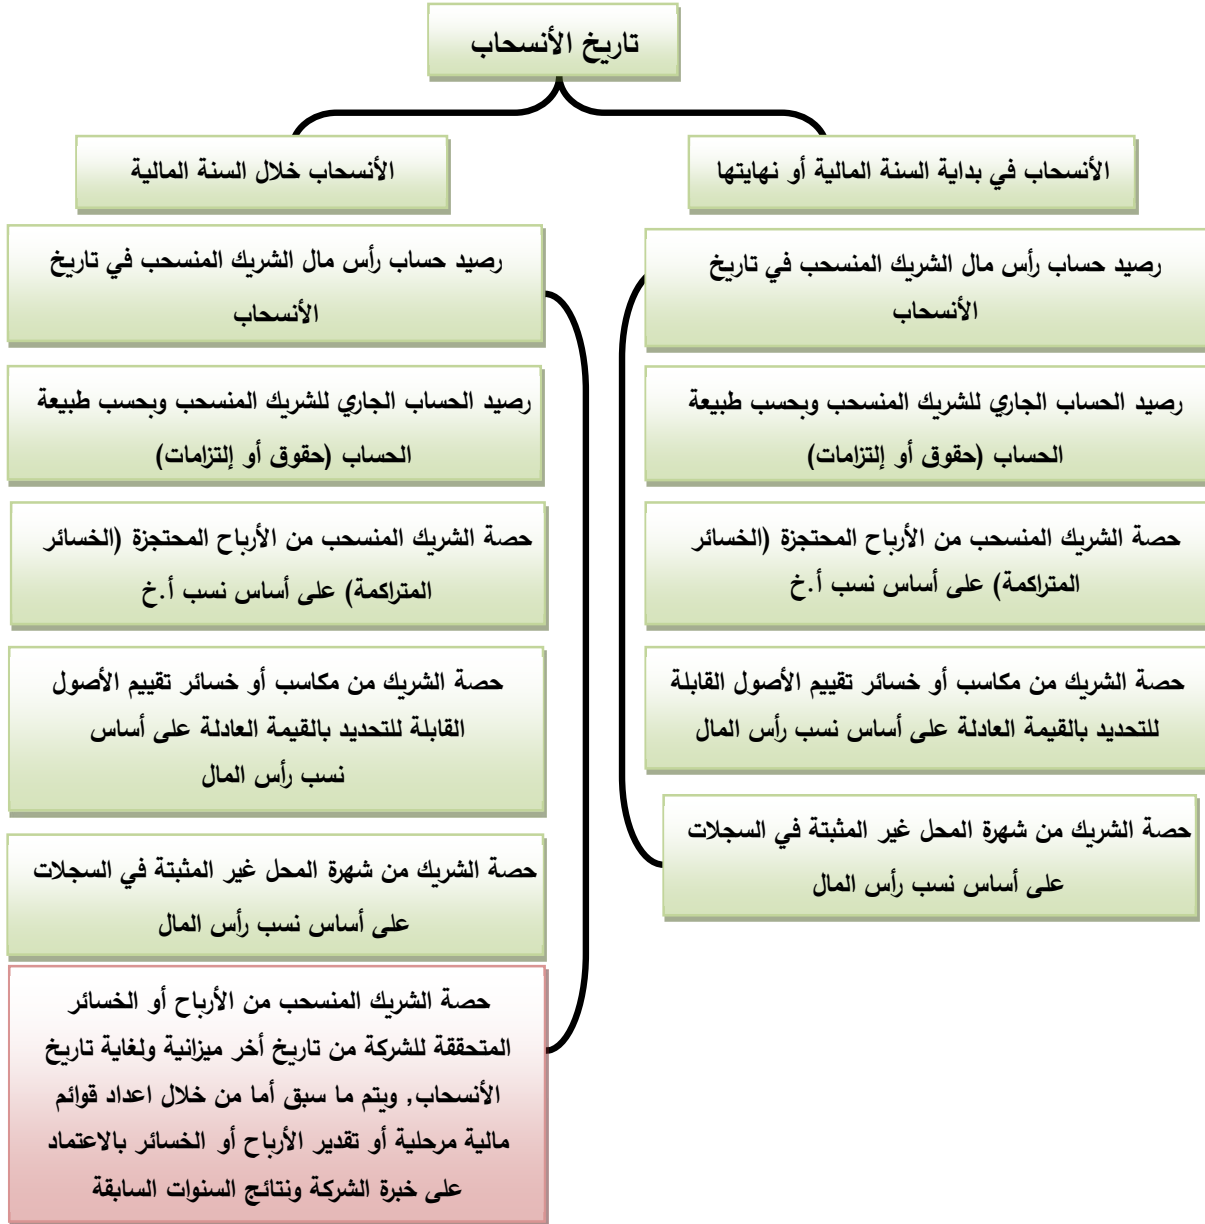 تاريخ الأنسحاب
الأنسحاب في بداية السنة المالية أو نهايتها
رصيد حساب رأس مال الشريك المنسحب في تاريخ
الأنسحاب
رصيد الحساب الجاري للشريك المنسحب وبحسب طبيعة
الحساب (حقوق أو إلتزامات)
حصة الشريك المنسحب من الأرباح المحتجزة (الخسائر
المتراكمة) على أساس نسب أ.خ
حصة الشريك من مكاسب أو خسائر تقييم الأصول القابلة
للتحديد بالقيمة العادلة على أساس نسب رأس المال
حصة الشريك من شهرة المحل غير المثبتة في السجلات
على أساس نسب رأس المال
الأنسحاب خلال السنة المالية
رصيد حساب رأس مال الشريك المنسحب في تاريخ
الأنسحاب
رصيد الحساب الجاري للشريك المنسحب وبحسب طبيعة
الحساب (حقوق أو إلتزامات)
حصة الشريك المنسحب من الأرباح المحتجزة (الخسائر
المتراكمة) على أساس نسب أ.خ
حصة الشريك من مكاسب أو خسائر تقييم الأصول
القابلة للتحديد بالقيمة العادلة على أساس
نسب رأس المال
حصة الشريك من شهرة المحل غير المثبتة في السجلات
على أساس نسب رأس المال
حصة الشريك المنسحب من الأرباح أو الخسائر
المتحققة للشركة من تاريخ أخر ميزانية ولغاية تاريخ
الأنسحاب, ويتم ما سبق أما من خلال اعداد قوائم
مالية مرحلية أو تقدير الأرباح أو الخسائر بالاعتماد
على خبرة الشركة ونتائج السنوات السابقة